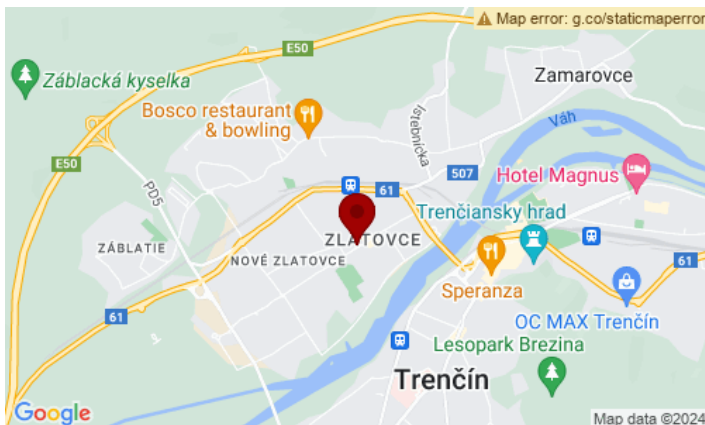 Map error: g.co/staticmaperror
E50
Zamarovce
Záblacká kyselka
Bosco restaurant
& bowling
Istebnícka
Váh
E50
507
Hotel Magnus
PD5
61
Trenčiansky hrad
ZLATOVCE
ZÁBLATIE
NOVÉ ZLATOVCE
61
Speranza
61
OC MAX Trenčín
Lesopark Brezina
Trenčín
Google
Map data ©2024